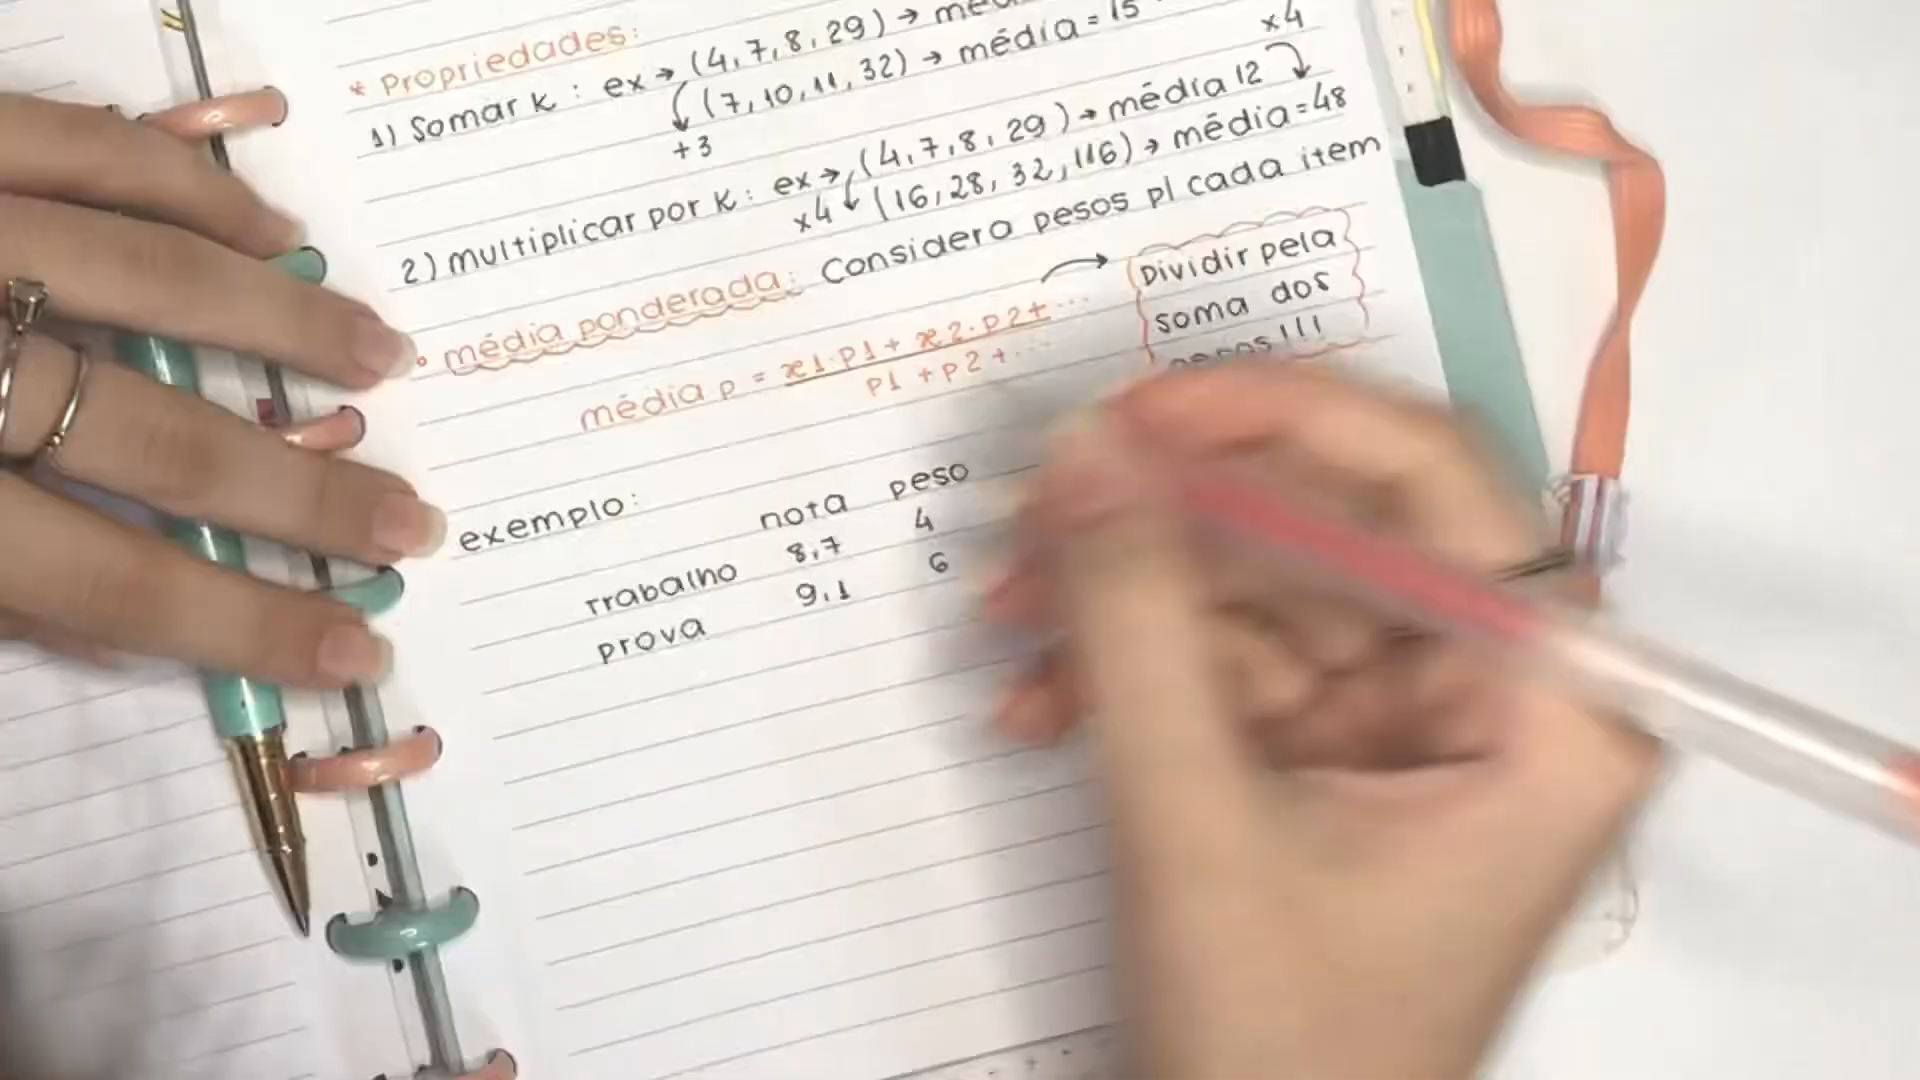 * Propriedades:
1) Somar K : ex → (4, 7, 8, 29) →
(7, 10, 11, 32) → média = 15
+3
x4
2) multiplicar por K : ex → (4, 7, 8, 29) → média 12
x4 (16, 28, 32, 116) → média = 48
• média ponderada: Considera pesos p/ cada item
média p = x1·p1 + x2·p2+...
p1 + p2 +...
Dividir pela
soma dos
pesos!!!
exemplo:
nota peso
trabalho 8,7 4
prova 9,1 6